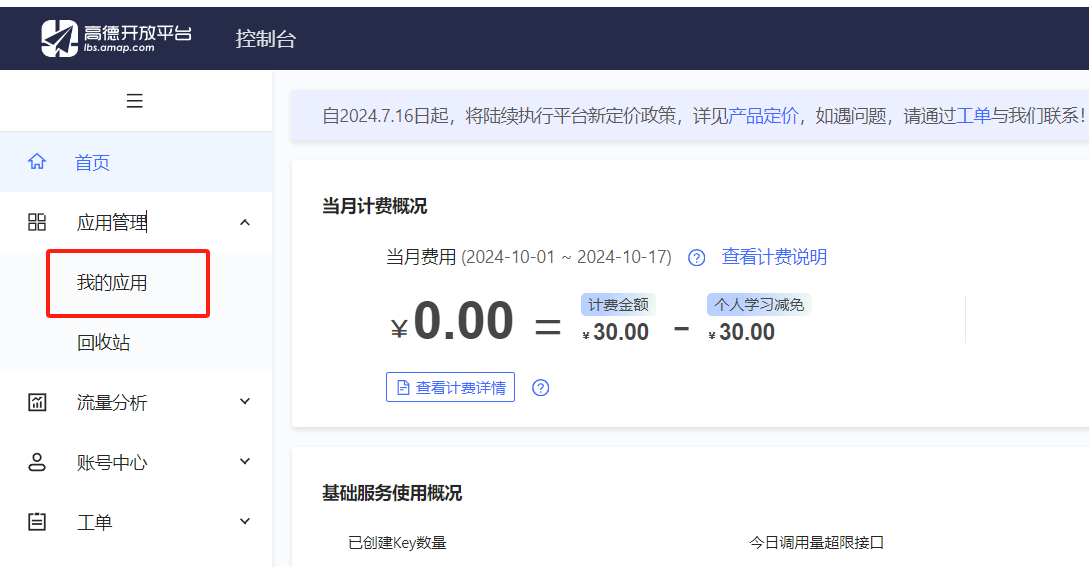 高德开放平台
lbs.amap.com
控制台
自2024.7.16日起，将陆续执行平台新定价政策，详见产品定价，如遇问题，请通过工单与我们联系！
首页
应用管理
我的应用
回收站
流量分析
账号中心
工单
当月计费概况
当月费用 (2024-10-01 ~ 2024-10-17) ? 查看计费说明
计费金额 个人学习减免
¥0.00 = ¥30.00 - ¥30.00
查看计费详情 ?
基础服务使用概况
已创建Key数量 今日调用量超限接口